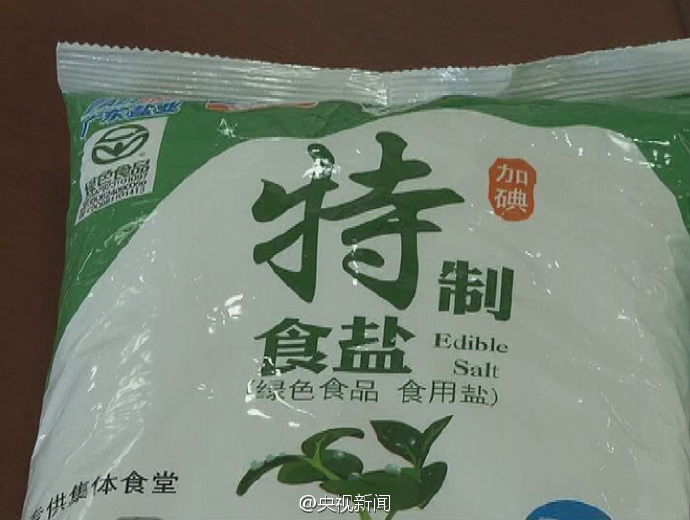 广东盐业
绿色食品
加碘
特制
食盐
Edible
Salt
(绿色食品 食用盐)
供集体食堂
@央视新闻